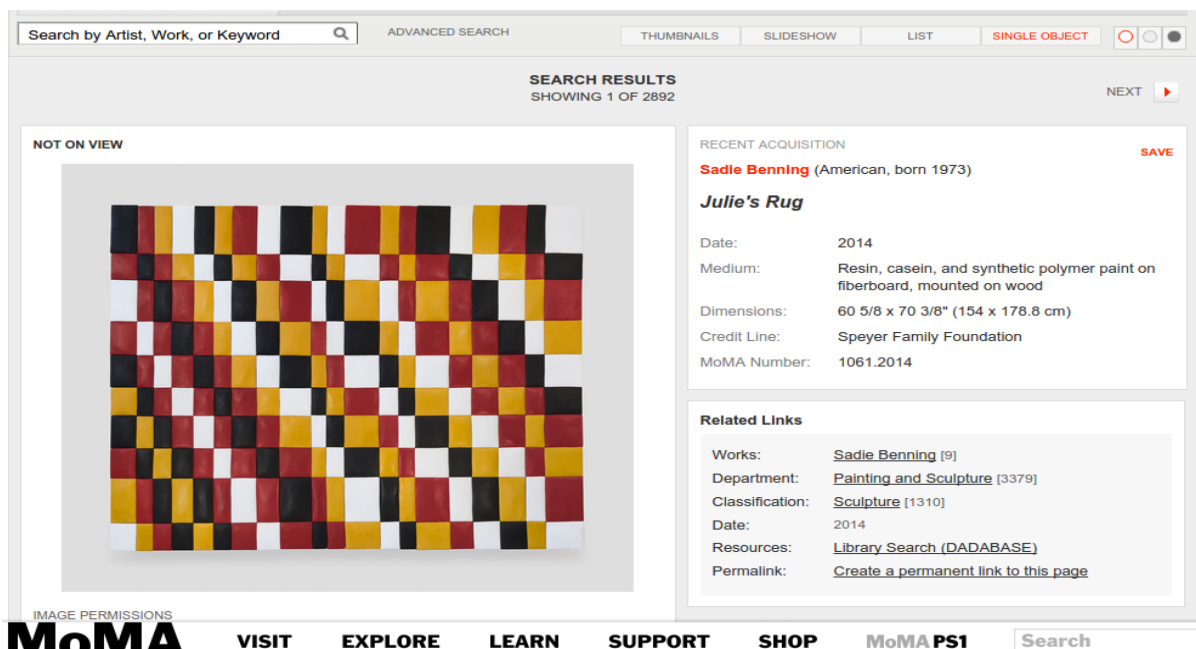 Search by Artist, Work, or Keyword
ADVANCED SEARCH
THUMBNAILS
SLIDESHOW
LIST
SINGLE OBJECT
SEARCH RESULTS
SHOWING 1 OF 2892
NEXT
NOT ON VIEW
RECENT ACQUISITION
SAVE
Sadie Benning (American, born 1973)
Julie's Rug
Date: 2014
Medium: Resin, casein, and synthetic polymer paint on
fiberboard, mounted on wood
Dimensions: 60 5/8 x 70 3/8" (154 x 178.8 cm)
Credit Line: Speyer Family Foundation
MoMA Number: 1061.2014
Related Links
Works: Sadie Benning [9]
Department: Painting and Sculpture [3379]
Classification: Sculpture [1310]
Date: 2014
Resources: Library Search (DADABASE)
Permalink: Create a permanent link to this page
IMAGE PERMISSIONS
MoMA
VISIT
EXPLORE
LEARN
SUPPORT
SHOP
MoMA PS1
Search